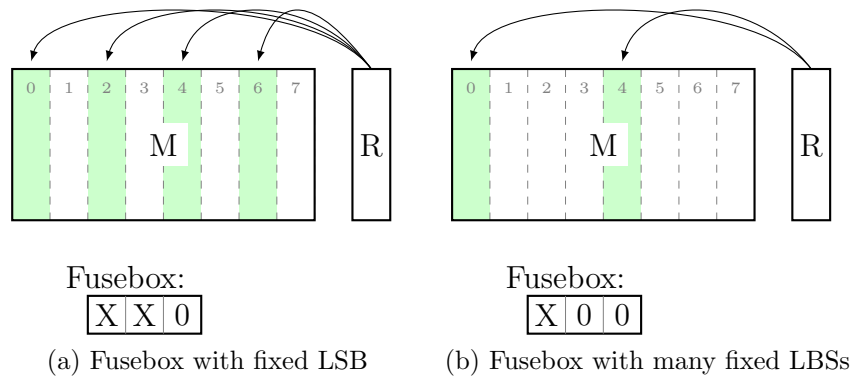 0 1 2 3 4 5 6 7
M R
Fusebox:
X X 0
(a) Fusebox with fixed LSB
0 1 2 3 4 5 6 7
M R
Fusebox:
X 0 0
(b) Fusebox with many fixed LBSs